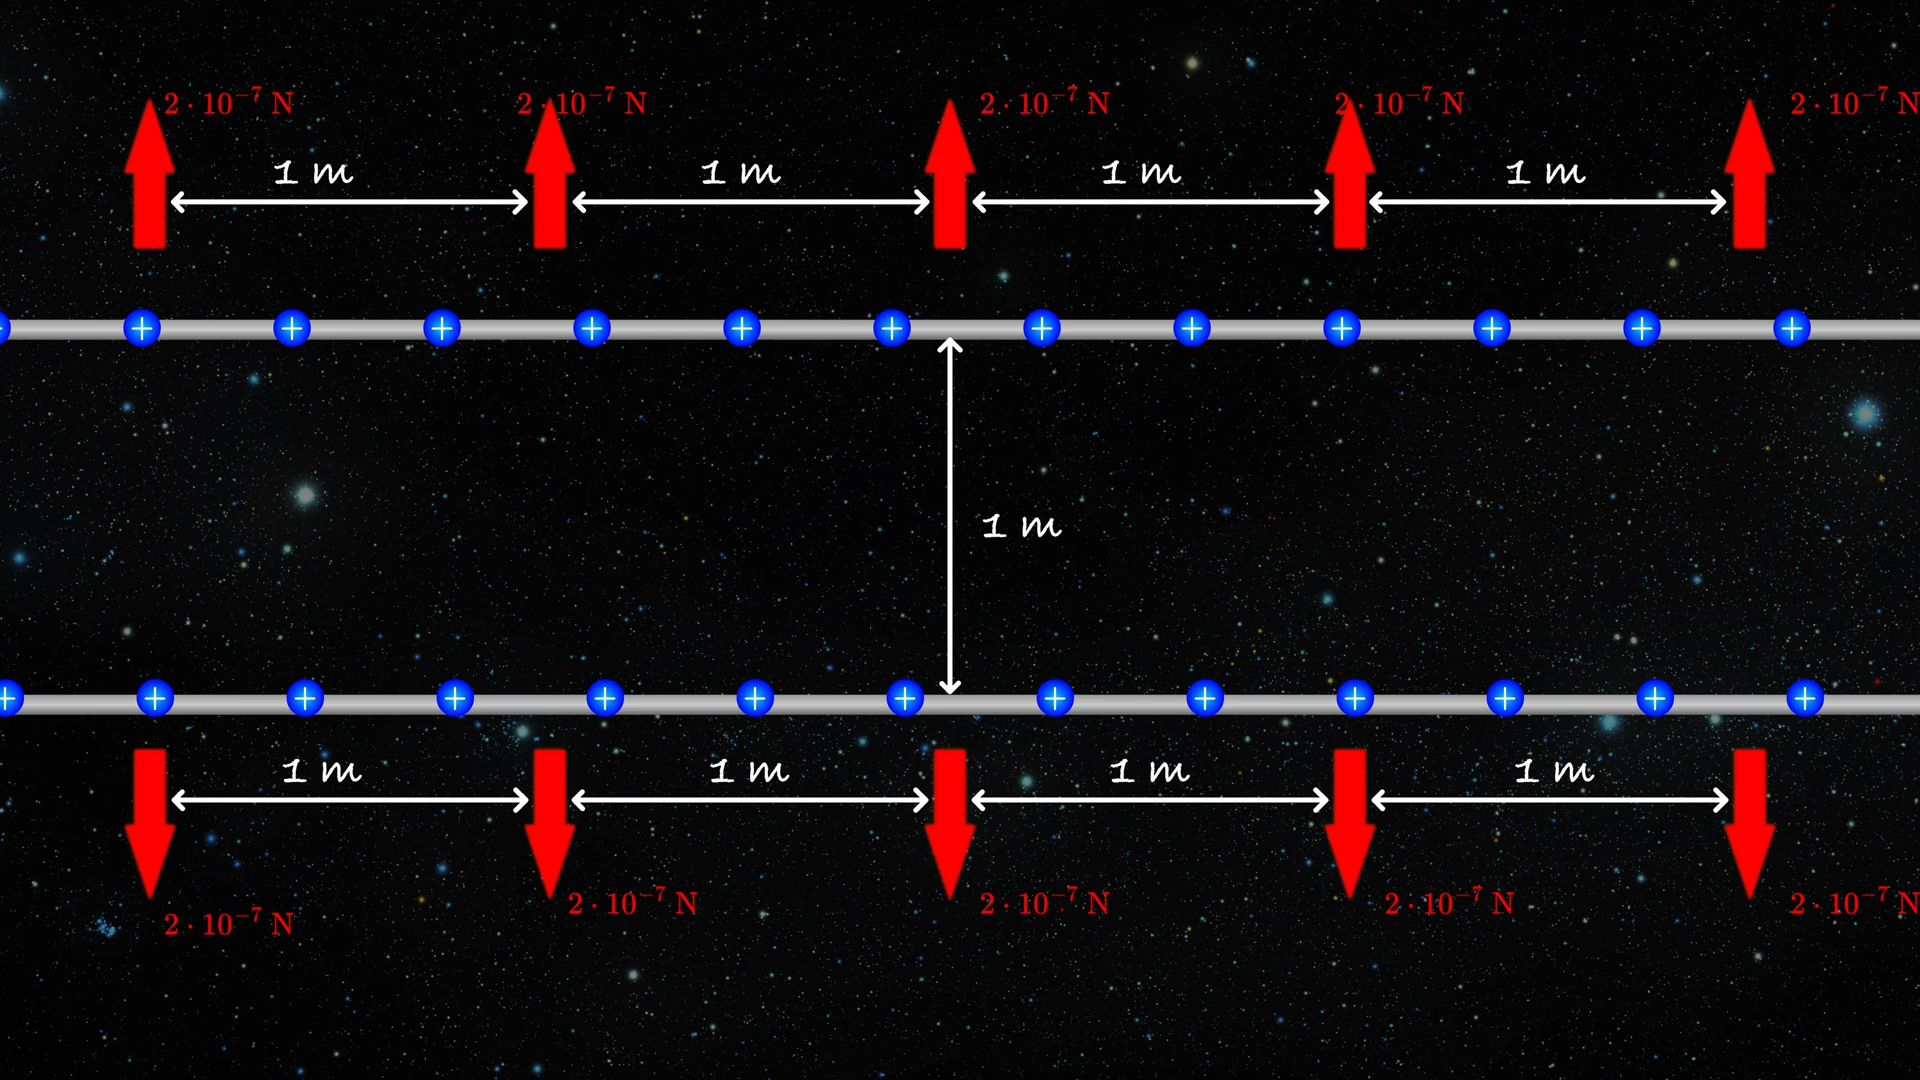 2 · 10⁻⁷ N 2 · 10⁻⁷ N 2 · 10⁻⁷ N 2 · 10⁻⁷ N 2 · 10⁻⁷ N
1 m 1 m 1 m 1 m
+ + + + + + + + + + + +
1 m
+ + + + + + + + + + + + +
1 m 1 m 1 m 1 m
2 · 10⁻⁷ N 2 · 10⁻⁷ N 2 · 10⁻⁷ N 2 · 10⁻⁷ N 2 · 10⁻⁷ N